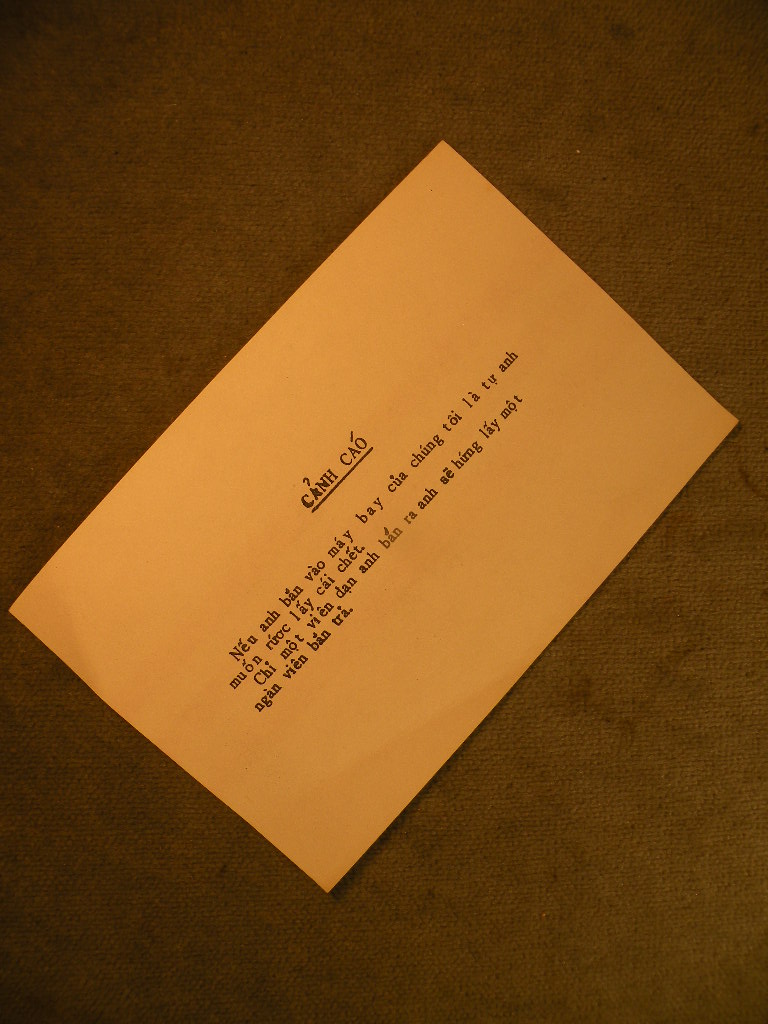 CẢNH CAÓ
Nếu anh bắn vào máy bay của chúng tôi là tự anh
muốn rước lấy cái chết.
Chỉ một viên đạn anh bắn ra anh sẽ hứng lấy một
ngàn viên bắn trả.